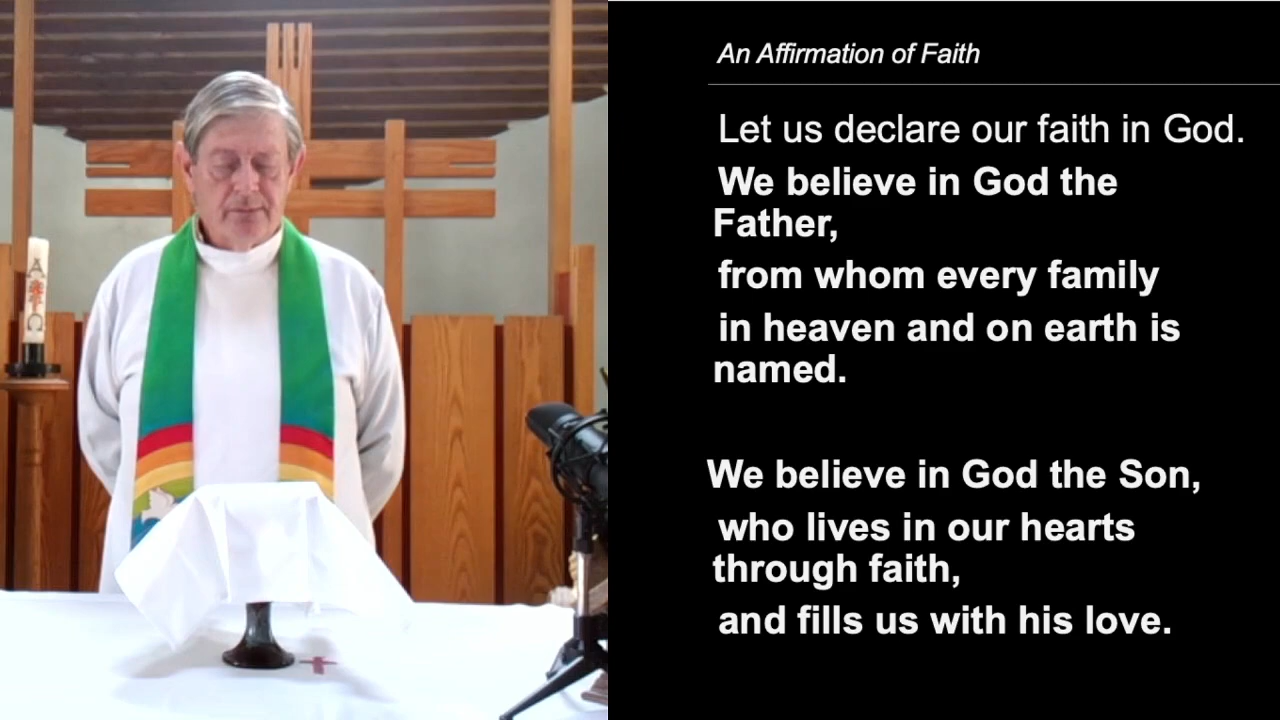 An Affirmation of Faith
Let us declare our faith in God.
We believe in God the
Father,
from whom every family
in heaven and on earth is
named.
We believe in God the Son,
who lives in our hearts
through faith,
and fills us with his love.
Α
Ω